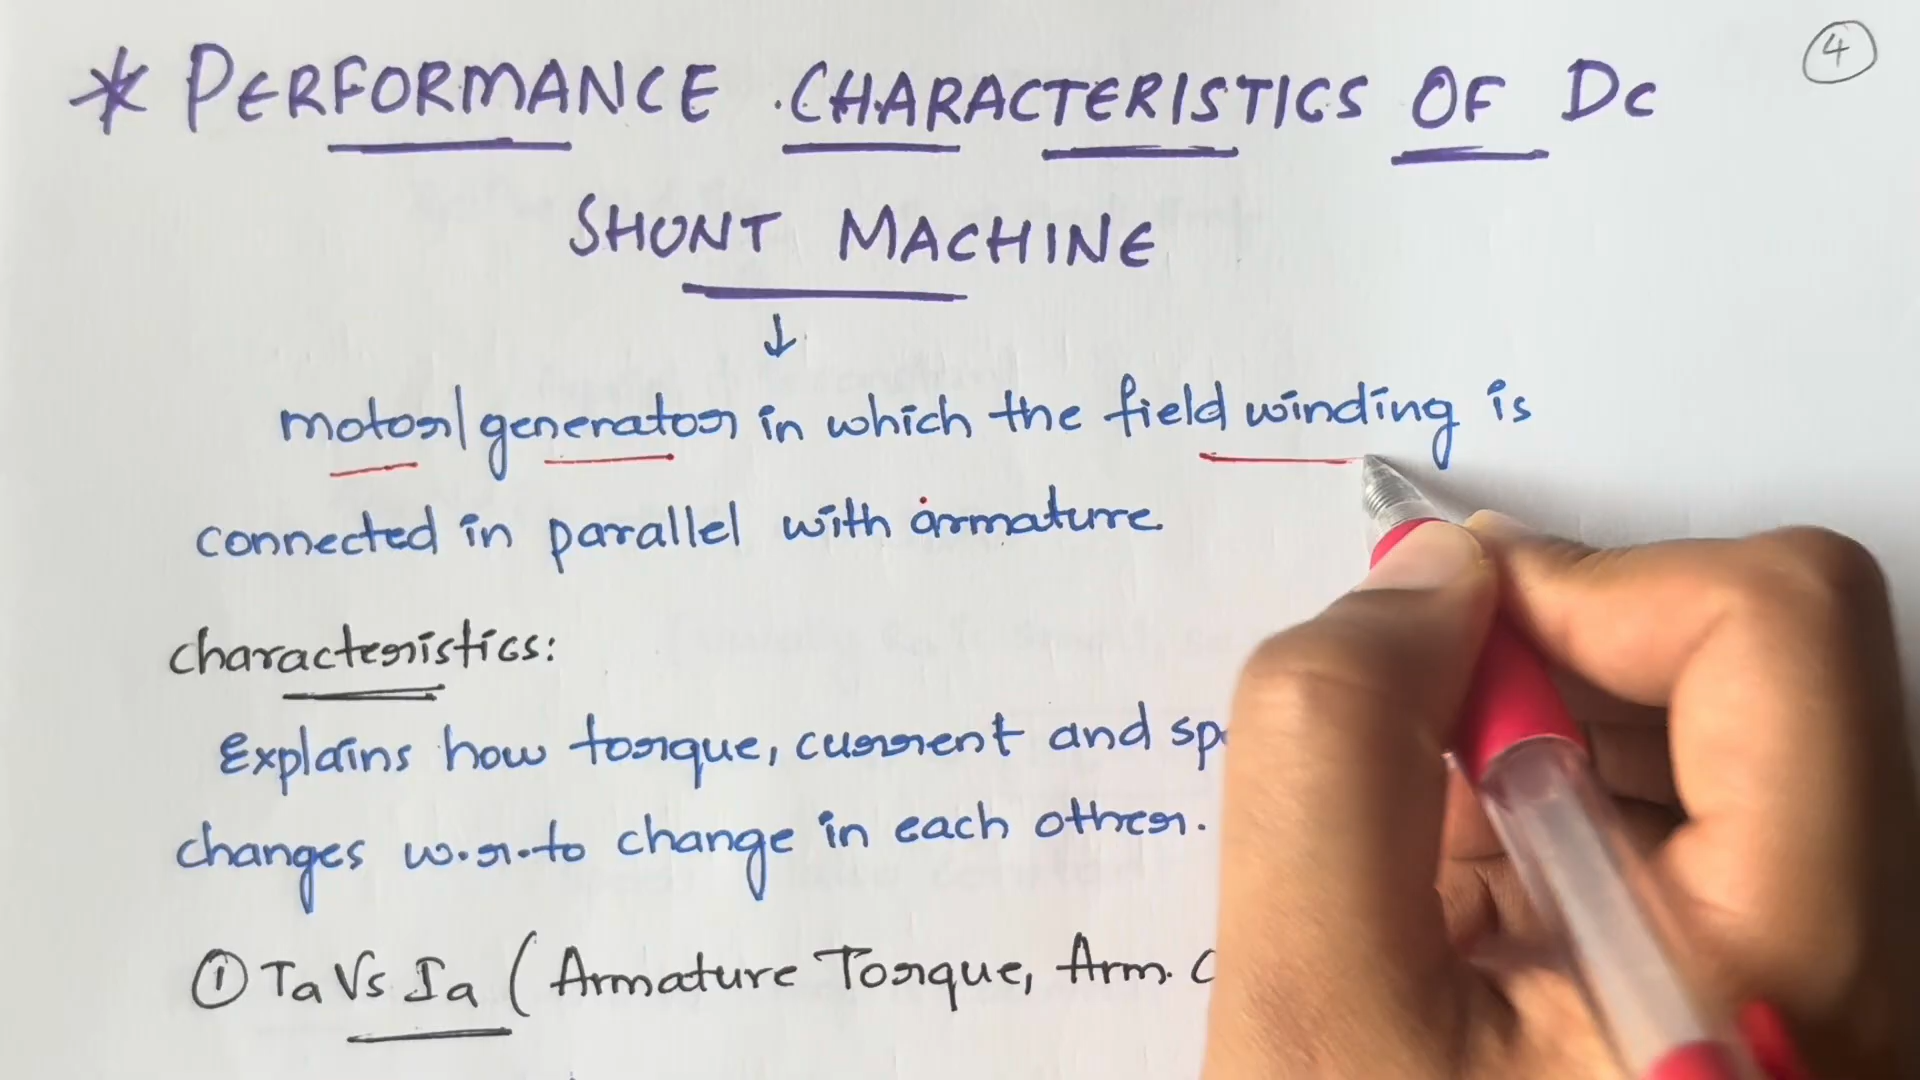 4
* PERFORMANCE CHARACTERISTICS OF DC
SHUNT MACHINE
↓
motor/generator in which the field winding is
connected in parallel with armature.
characteristics:
Explains how torque, current and
changes w.r.to change in each other.
① Ta Vs Ia (Armature Torque, Arm.